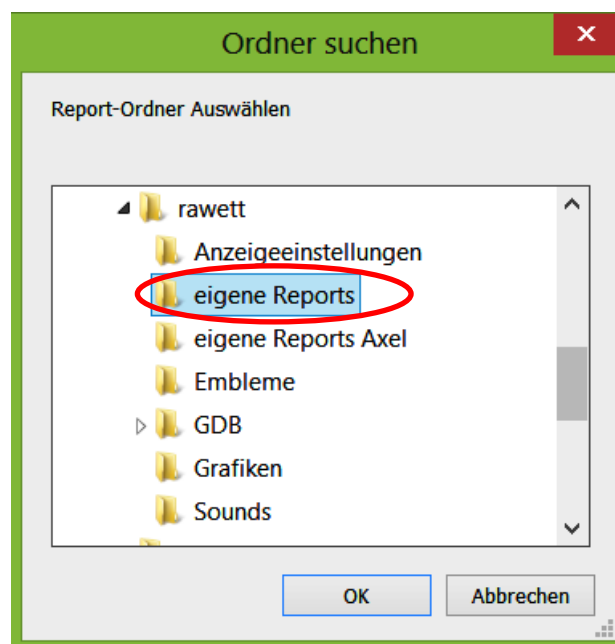 Ordner suchen
Report-Ordner Auswählen
rawett
Anzeigeeinstellungen
eigene Reports
eigene Reports Axel
Embleme
GDB
Grafiken
Sounds
OK Abbrechen